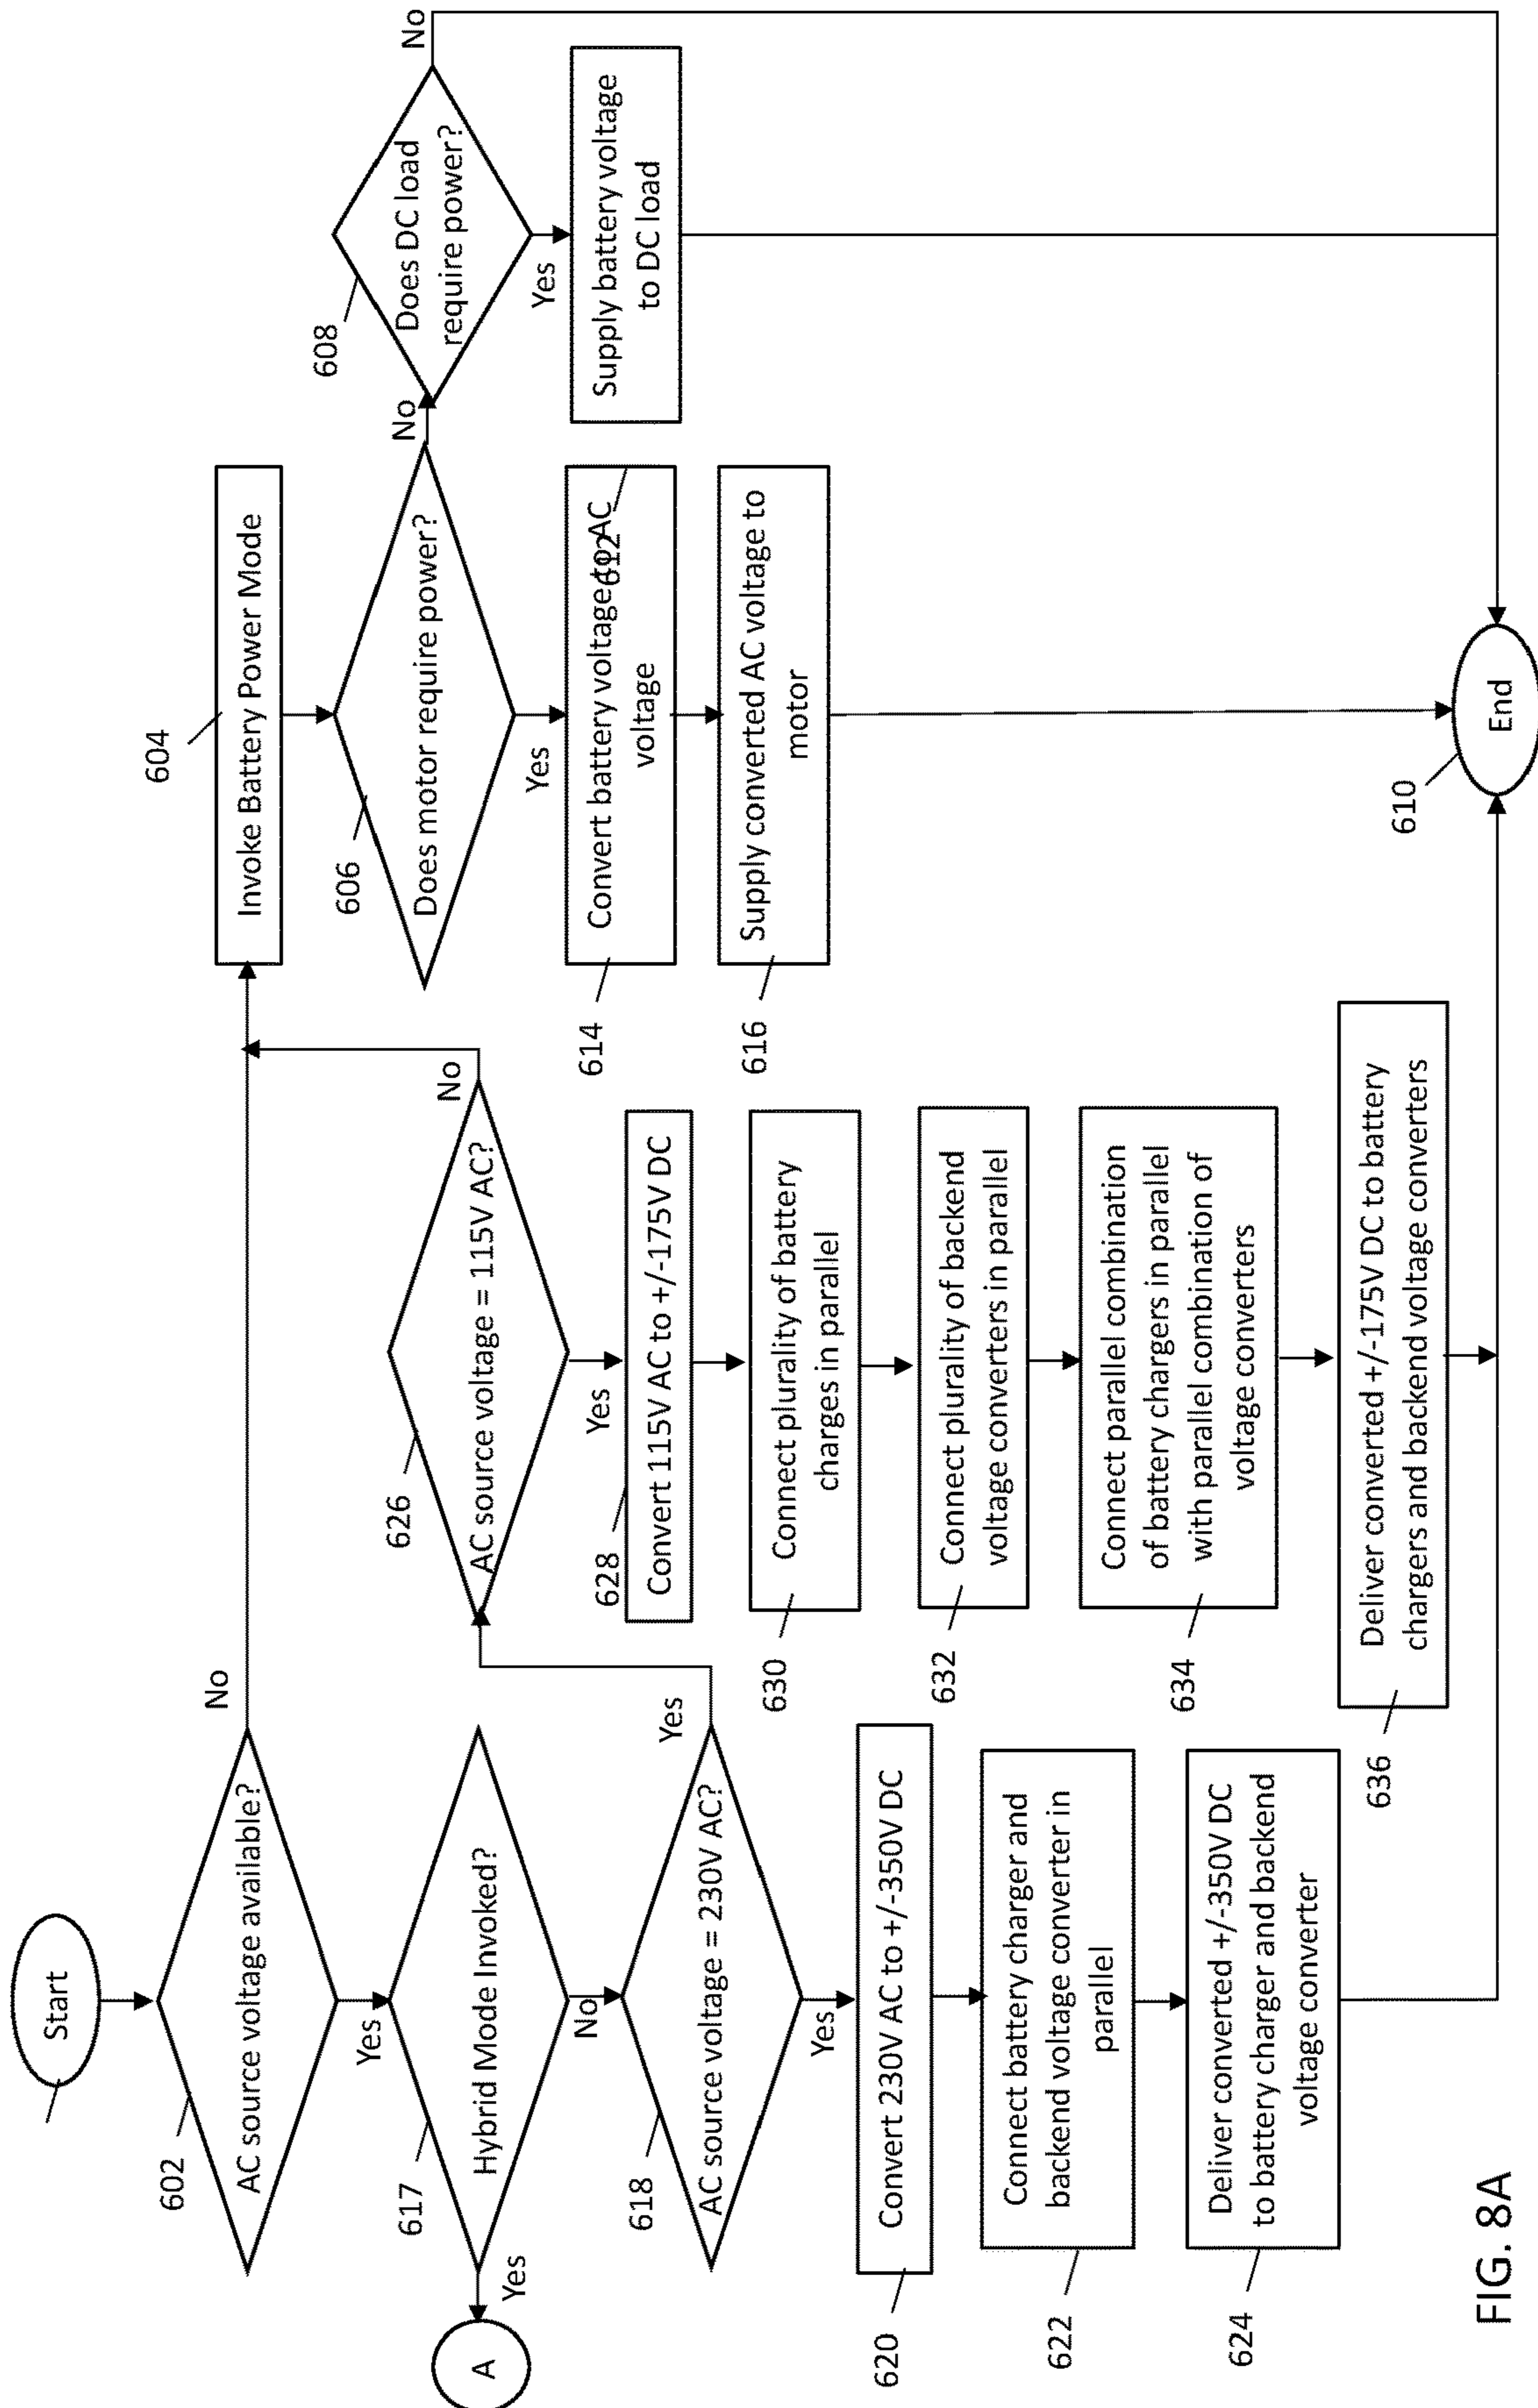 Start
602
AC source voltage available?
No
Yes
617
Hybrid Mode Invoked?
Yes
A
No
618
AC source voltage = 230V AC?
Yes
Yes
620
Convert 230V AC to +/-350V DC
622
Connect battery charger and
backend voltage converter in
parallel
624
Deliver converted +/-350V DC
to battery charger and backend
voltage converter
626
AC source voltage = 115V AC?
No
Yes
628
Convert 115V AC to +/-175V DC
630
Connect plurality of battery
charges in parallel
632
Connect plurality of backend
voltage converters in parallel
634
Connect parallel combination
of battery chargers in parallel
with parallel combination of
voltage converters
636
Deliver converted +/-175V DC to battery
chargers and backend voltage converters
604
Invoke Battery Power Mode
606
Does motor require power?
No
Yes
614
Convert battery voltage to AC
voltage
612
616
Supply converted AC voltage to
motor
608
Does DC load
require power?
No
Yes
Supply battery voltage
to DC load
610
End
FIG. 8A